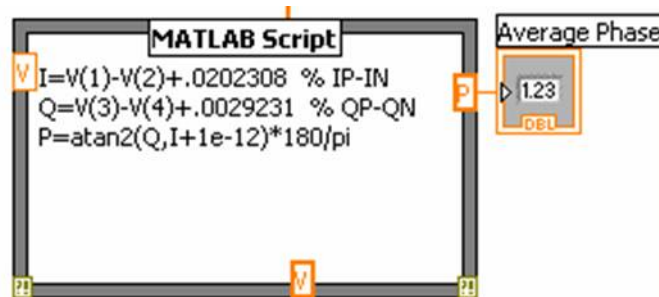 MATLAB Script
Average Phase
V
I=V(1)-V(2)+.0202308 % IP-IN
Q=V(3)-V(4)+.0029231 % QP-QN
P=atan2(Q,I+1e-12)*180/pi
P
1.23
DBL
V
?!
?!